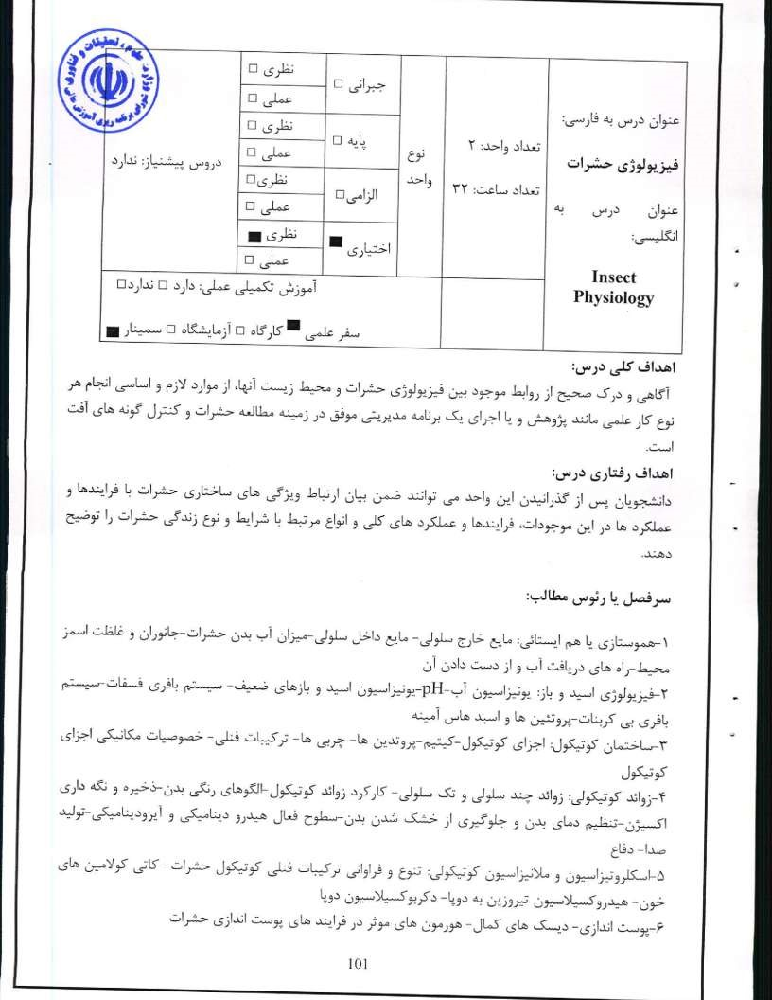 عنوان درس به فارسی:
فیزیولوژی حشرات
عنوان درس به
انگلیسی:
Insect
Physiology
تعداد واحد: ۲
تعداد ساعت: ۳۲
نوع
واحد
جبرانی □
نظری □
عملی □
پایه □
نظری □
عملی □
الزامی□
نظری□
عملی □
اختیاری ■
نظری ■
عملی □
دروس پیشنیاز: ندارد
آموزش تکمیلی عملی: دارد □ ندارد□
سفر علمی ■ کارگاه □ آزمایشگاه □ سمینار ■
اهداف کلی درس:
آگاهی و درک صحیح از روابط موجود بین فیزیولوژی حشرات و محیط زیست آنها، از موارد لازم و اساسی انجام هر
نوع کار علمی مانند پژوهش و یا اجرای یک برنامه مدیریتی موفق در زمینه مطالعه حشرات و کنترل گونه های آفت
است.
اهداف رفتاری درس:
دانشجویان پس از گذرانیدن این واحد می توانند ضمن بیان ارتباط ویژگی های ساختاری حشرات با فرایندها و
عملکرد ها در این موجودات، فرایندها و عملکرد های کلی و انواع مرتبط با شرایط و نوع زندگی حشرات را توضیح
دهند.
سرفصل یا رئوس مطالب:
۱-هموستازی یا هم ایستائی: مایع خارج سلولی- مایع داخل سلولی-میزان آب بدن حشرات-جانوران و غلظت اسمز
محیط-راه های دریافت آب و از دست دادن آن
۲-فیزیولوژی اسید و باز: یونیزاسیون آب-pH-یونیزاسیون اسید و بازهای ضعیف- سیستم بافری فسفات-سیستم
بافری بی کربنات-پروتئین ها و اسید هاس آمینه
۳-ساختمان کوتیکول: اجزای کوتیکول-کیتیم-پروتدین ها- چربی ها- ترکیبات فنلی- خصوصیات مکانیکی اجزای
کوتیکول
۴-زوائد کوتیکولی: زوائد چند سلولی و تک سلولی- کارکرد زوائد کوتیکول-الگوهای رنگی بدن-ذخیره و نگه داری
اکسیژن-تنظیم دمای بدن و جلوگیری از خشک شدن بدن-سطوح فعال هیدرو دینامیکی و آیرودینامیکی-تولید
صدا- دفاع
۵-اسکلروتیزاسیون و ملانیزاسیون کوتیکولی: تنوع و فراوانی ترکیبات فنلی کوتیکول حشرات- کاتی کولامین های
خون- هیدروکسیلاسیون تیروزین به دوپا- دکربوکسیلاسیون دوپا
۶-پوست اندازی- دیسک های کمال- هورمون های موثر در فرایند های پوست اندازی حشرات
101